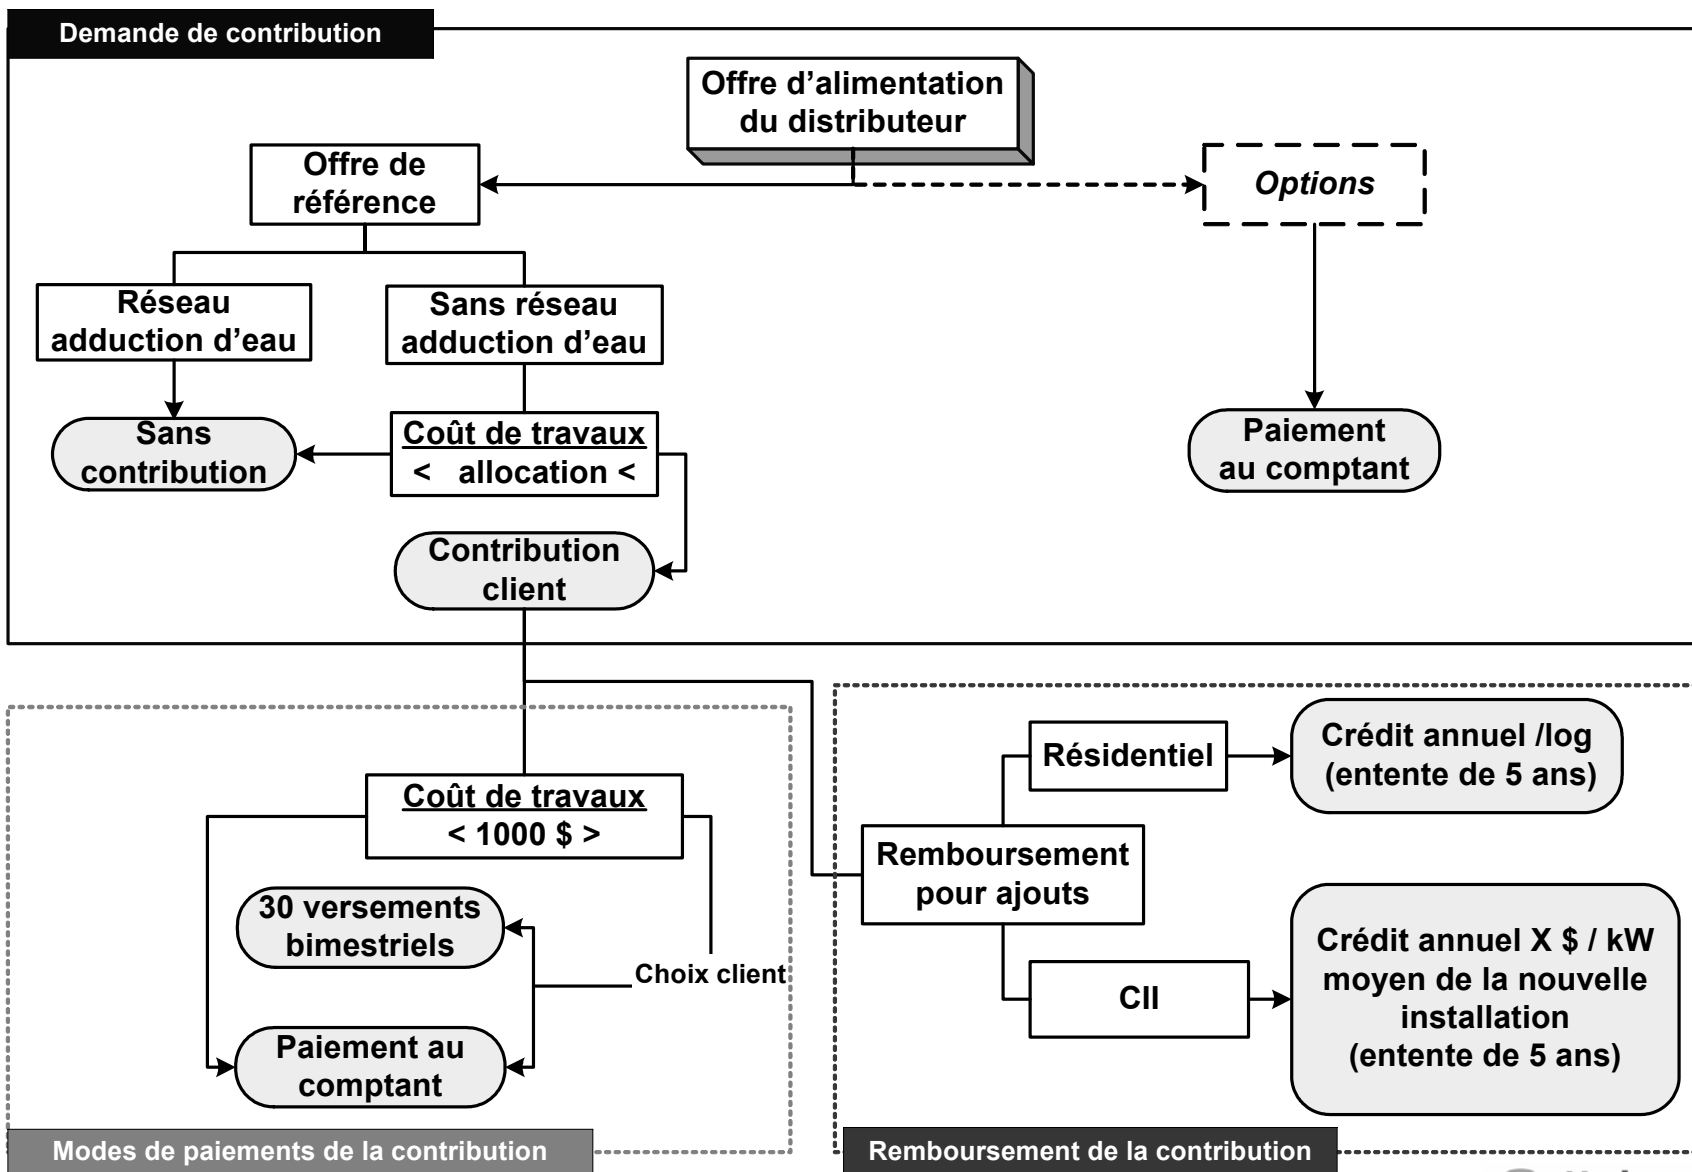 Demande de contribution
Offre d’alimentation
du distributeur
Offre de
référence
Options
Réseau
adduction d’eau
Sans réseau
adduction d’eau
Sans
contribution
Coût de travaux
< allocation <
Paiement
au comptant
Contribution
client
Coût de travaux
< 1000 $ >
30 versements
bimestriels
Choix client
Paiement au
comptant
Modes de paiements de la contribution
Résidentiel
Crédit annuel /log
(entente de 5 ans)
Remboursement
pour ajouts
CII
Crédit annuel X $ / kW
moyen de la nouvelle
installation
(entente de 5 ans)
Remboursement de la contribution